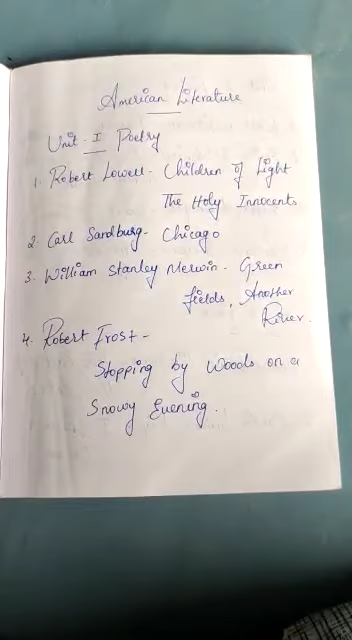 American Literature
Unit - I Poetry
1. Robert Lowell - Children of Light
The Holy Innocents
2. Carl Sandburg - Chicago
3. William Stanley Merwin - Green
fields, Another
River.
4. Robert Frost -
Stopping by Woods on a
Snowy Evening.